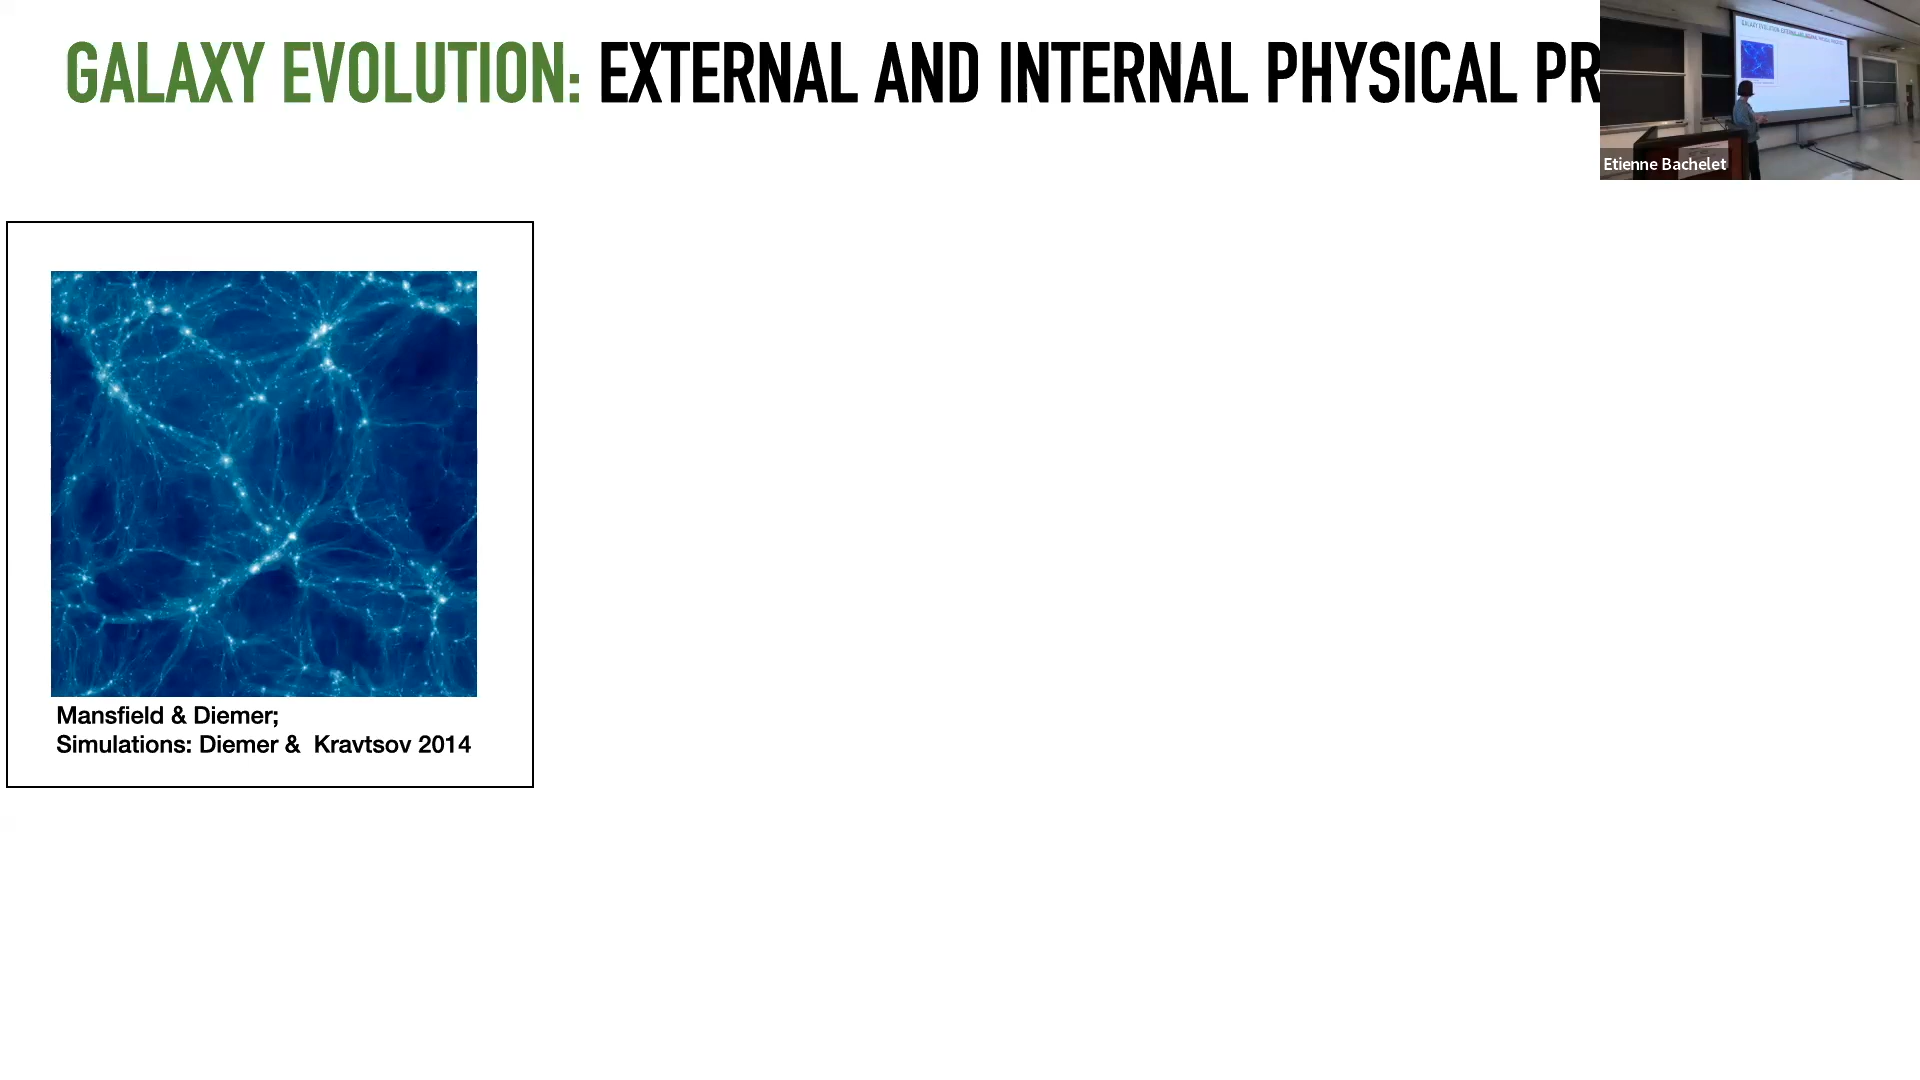 GALAXY EVOLUTION: EXTERNAL AND INTERNAL PHYSICAL PR
Etienne Bachelet
Mansfield & Diemer;
Simulations: Diemer & Kravtsov 2014